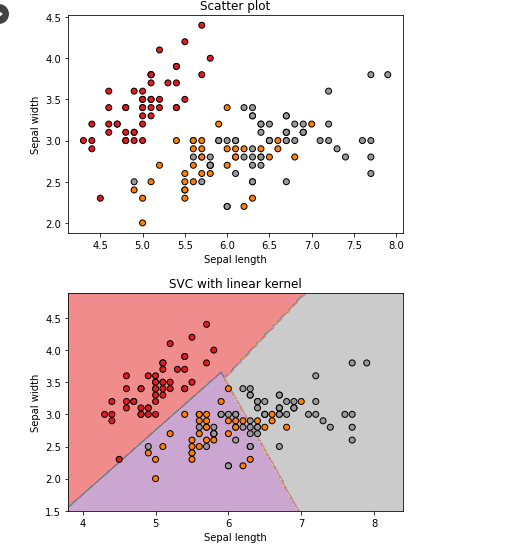 Scatter plot
4.5
4.0
3.5
3.0
2.5
2.0
Sepal width
4.5 5.0 5.5 6.0 6.5 7.0 7.5 8.0
Sepal length
SVC with linear kernel
4.5
4.0
3.5
3.0
2.5
2.0
1.5
Sepal width
4 5 6 7 8
Sepal length